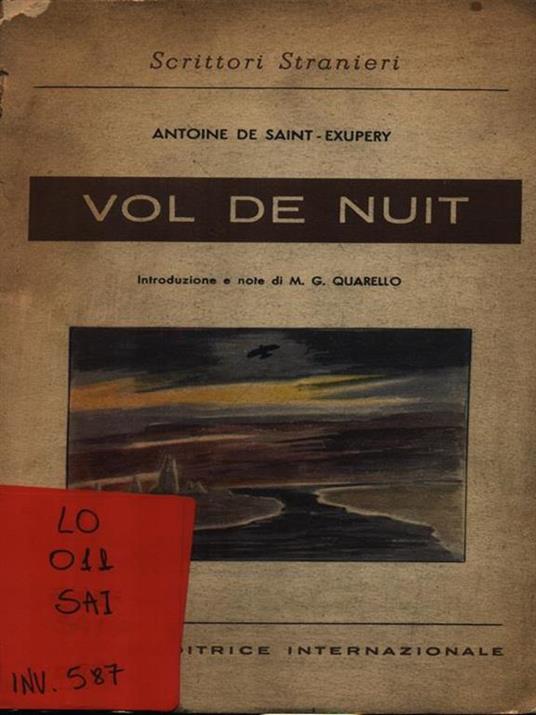 Scrittori Stranieri
ANTOINE DE SAINT-EXUPERY
VOL DE NUIT
Introduzione e note di M. G. QUARELLO
LO
011
SAI
INV. 587
DITRICE INTERNAZIONALE